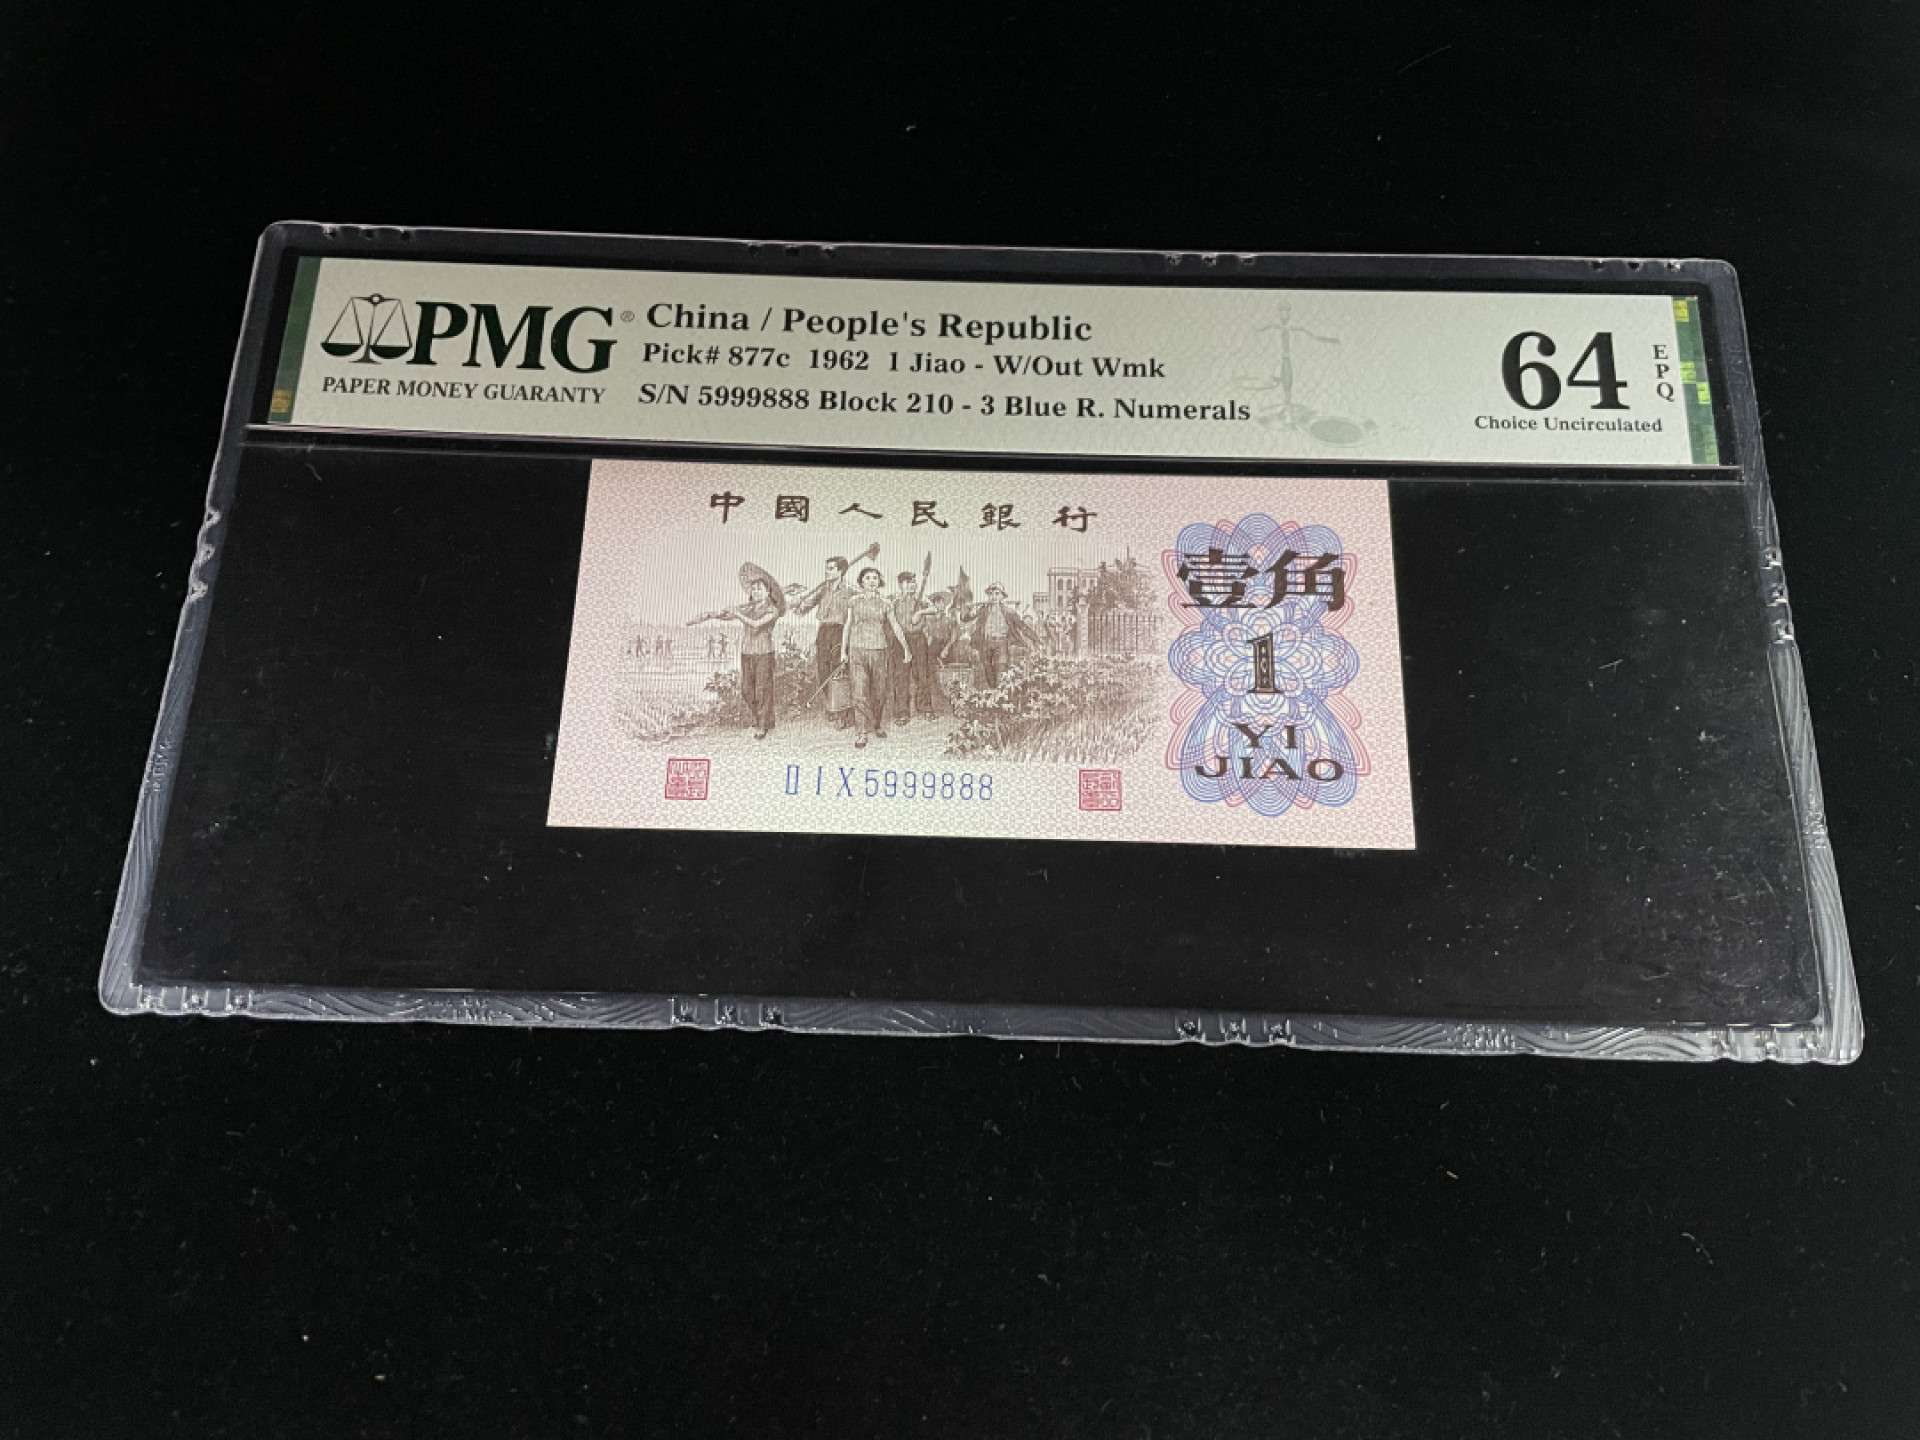 PMG®
PAPER MONEY GUARANTY
China / People's Republic
Pick# 877c 1962 1 Jiao - W/Out Wmk
S/N 5999888 Block 210 - 3 Blue R. Numerals
64
EPQ
Choice Uncirculated
中國人民銀行
壹角
1
YI
JIAO
II I X 5999888